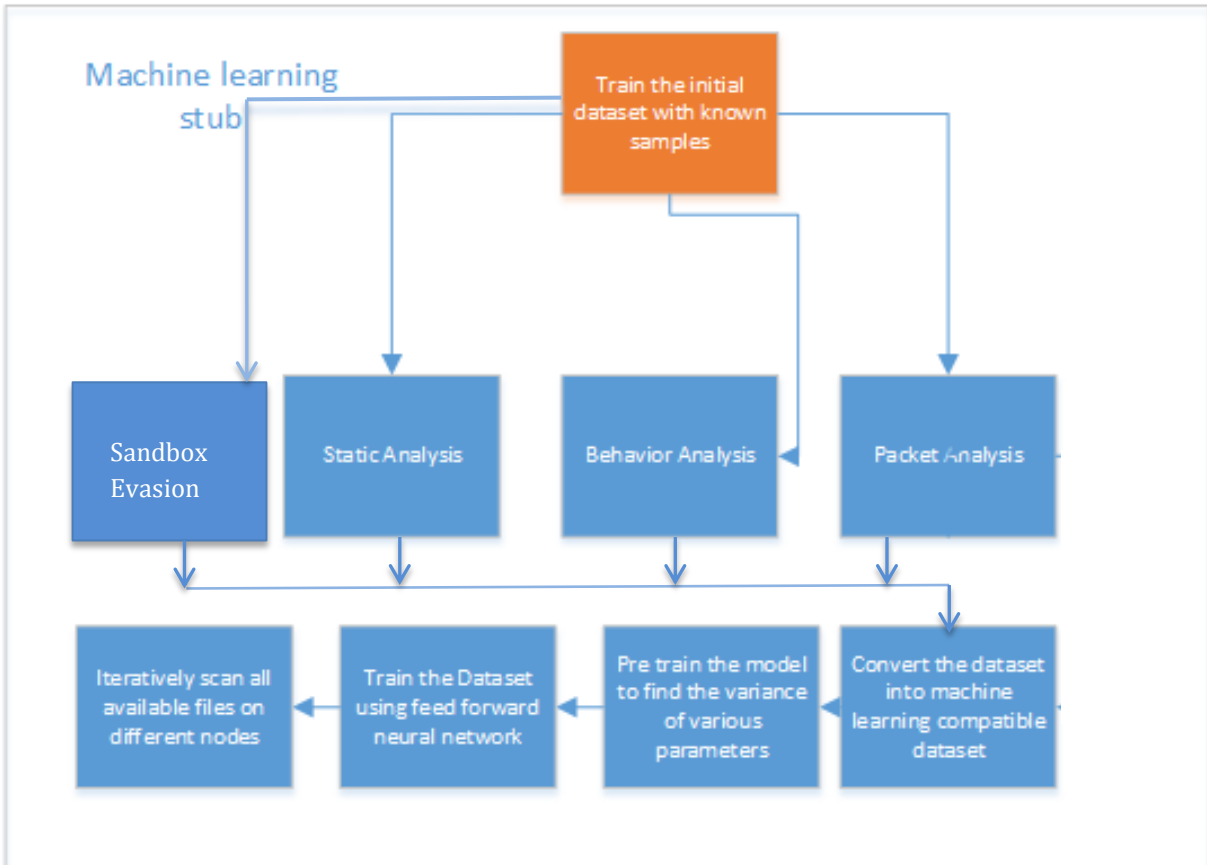 Machine learning
stub
Train the initial
dataset with known
samples
Sandbox
Evasion
Static Analysis
Behavior Analysis
Packet Analysis
Iteratively scan all
available files on
different nodes
Train the Dataset
using feed forward
neural network
Pre train the model
to find the variance
of various
parameters
Convert the dataset
into machine
learning compatible
dataset